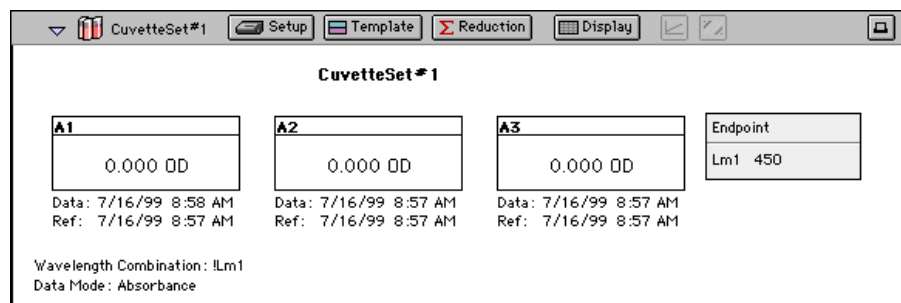 CuvetteSet#1 Setup Template Reduction Display
CuvetteSet#1
A1 A2 A3 Endpoint
0.000 OD 0.000 OD 0.000 OD Lm1 450
Data: 7/16/99 8:58 AM Data: 7/16/99 8:57 AM Data: 7/16/99 8:57 AM
Ref: 7/16/99 8:57 AM Ref: 7/16/99 8:57 AM Ref: 7/16/99 8:57 AM
Wavelength Combination: !Lm1
Data Mode: Absorbance